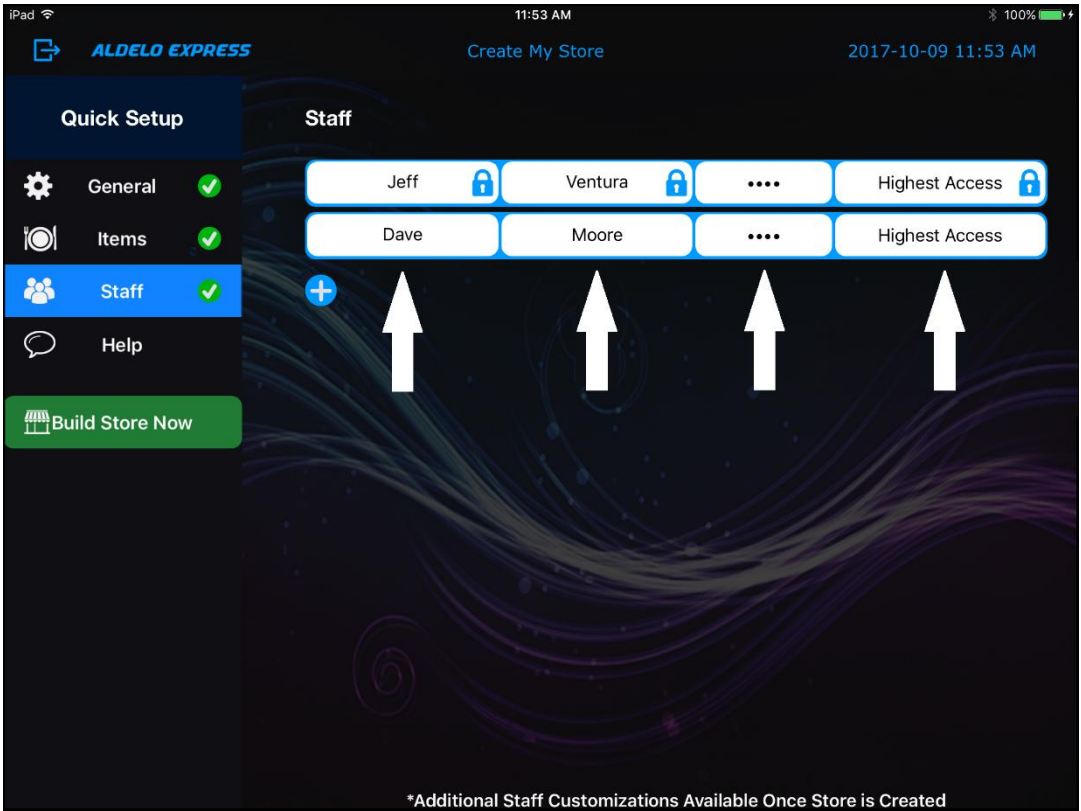 iPad 11:53 AM 100%
ALDELO EXPRESS Create My Store 2017-10-09 11:53 AM
Quick Setup
General
Items
Staff
Help
Build Store Now
Staff
Jeff Ventura •••• Highest Access
Dave Moore •••• Highest Access
*Additional Staff Customizations Available Once Store is Created